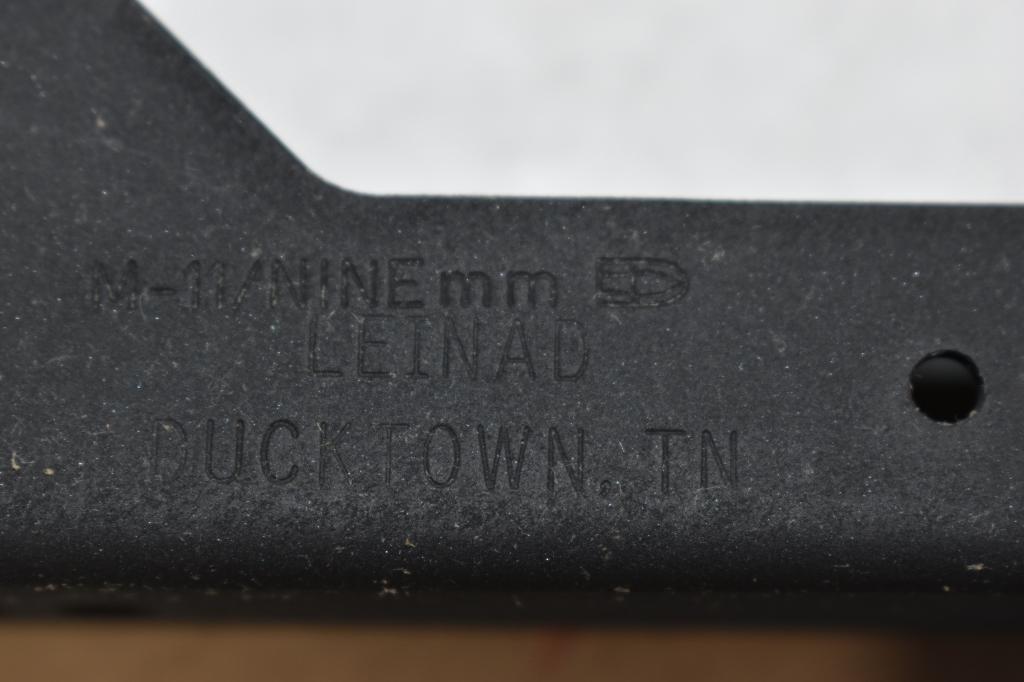 M-11/NINEmm
LEINAD
DUCKTOWN, TN